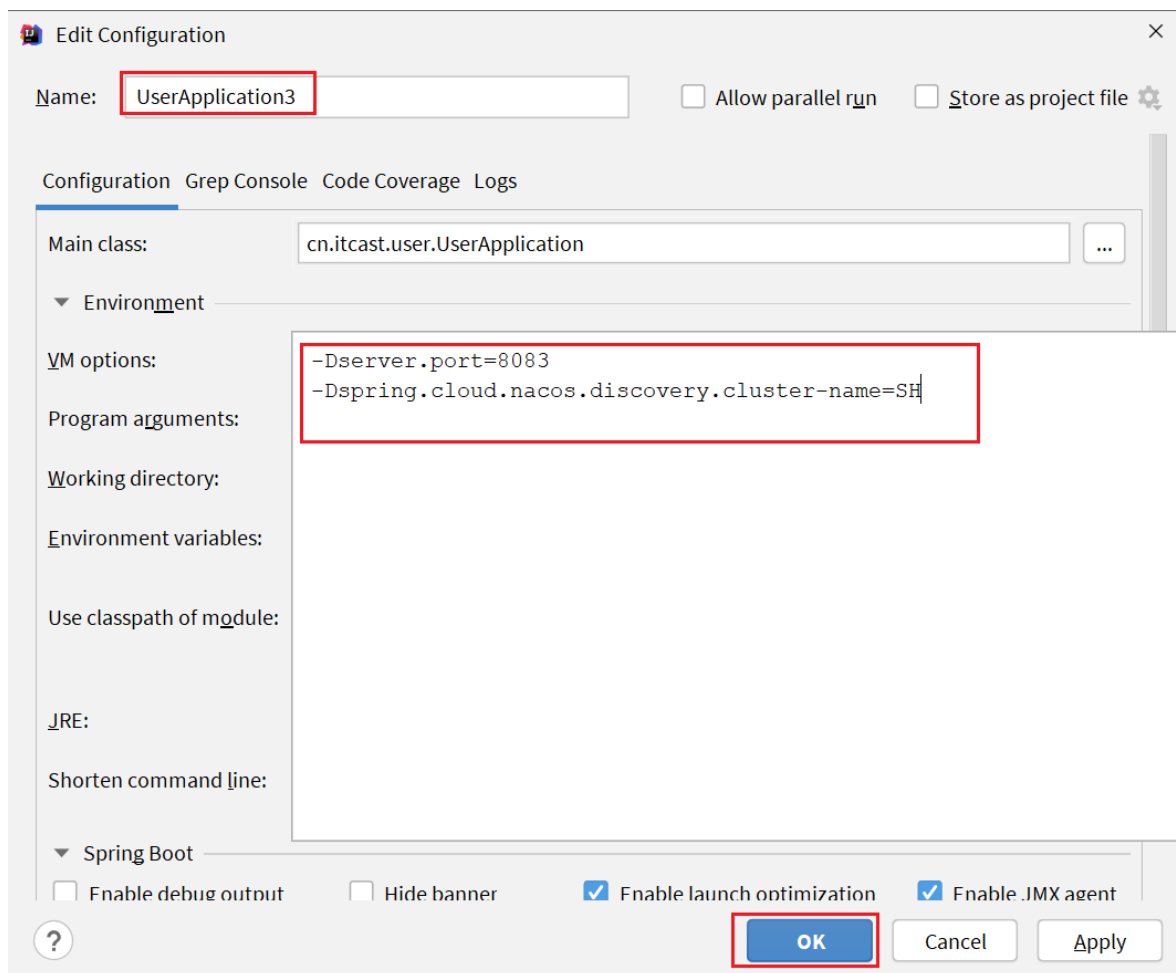 Edit Configuration
Name: UserApplication3 Allow parallel run Store as project file
Configuration Grep Console Code Coverage Logs
Main class: cn.itcast.user.UserApplication ...
Environment
VM options: -Dserver.port=8083
-Dspring.cloud.nacos.discovery.cluster-name=SH
Program arguments:
Working directory:
Environment variables:
Use classpath of module:
JRE:
Shorten command line:
Spring Boot
Enable debug output Hide banner Enable launch optimization Enable JMX agent
? OK Cancel Apply